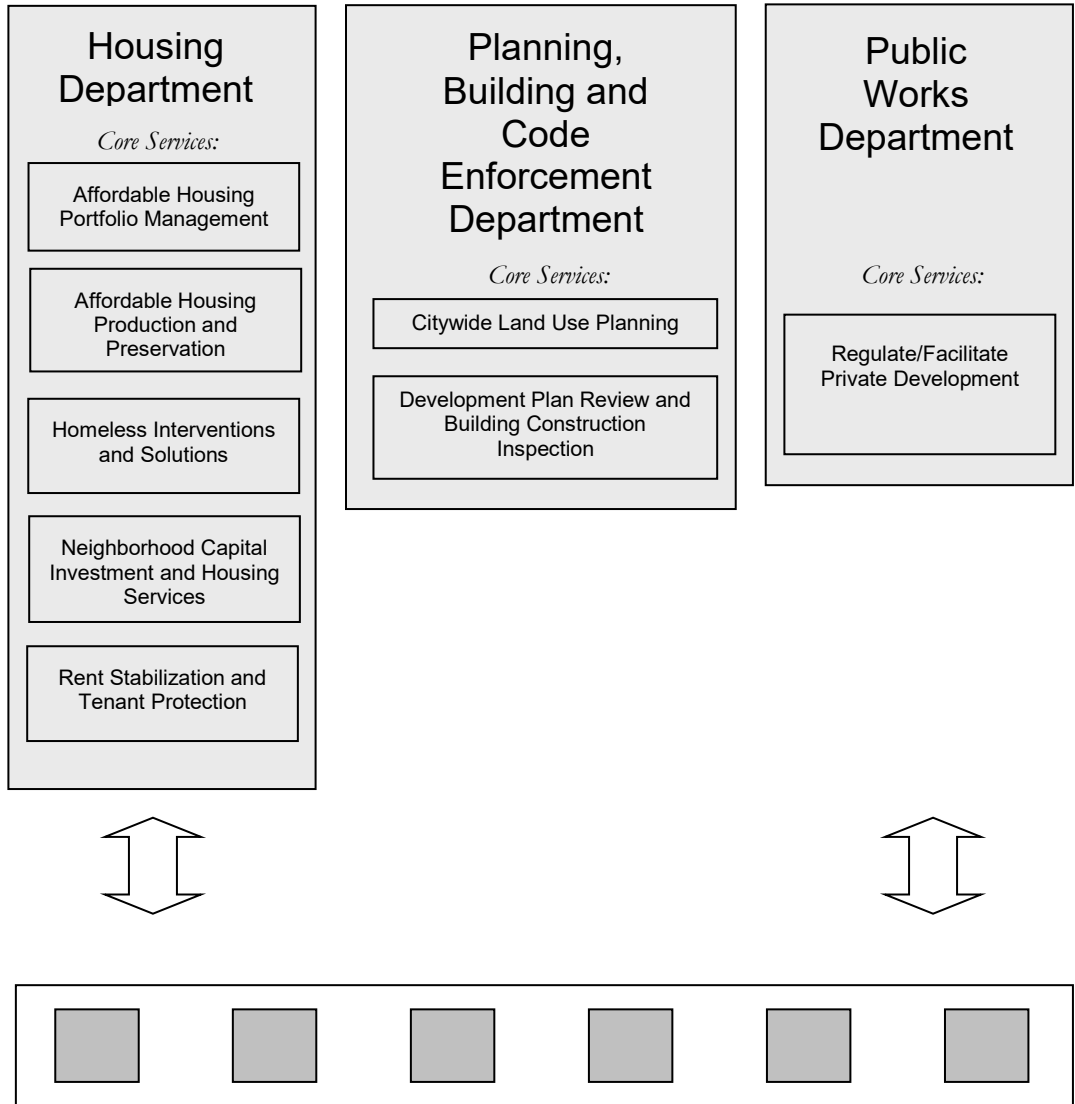 Housing
Department
Core Services:
Affordable Housing
Portfolio Management
Affordable Housing
Production and
Preservation
Homeless Interventions
and Solutions
Neighborhood Capital
Investment and Housing
Services
Rent Stabilization and
Tenant Protection
Planning,
Building and
Code
Enforcement
Department
Core Services:
Citywide Land Use Planning
Development Plan Review and
Building Construction
Inspection
Public
Works
Department
Core Services:
Regulate/Facilitate
Private Development